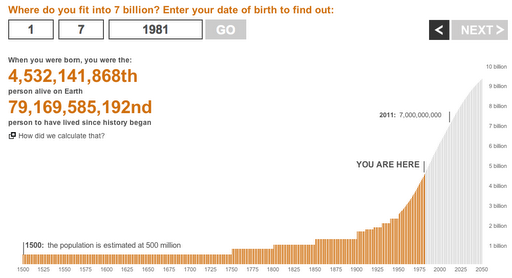 Where do you fit into 7 billion? Enter your date of birth to find out:
1 7 1981 GO < NEXT >
When you were born, you were the:
4,532,141,868th
person alive on Earth
79,169,585,192nd
person to have lived since history began
How did we calculate that?
10 billion
9 billion
8 billion
2011: 7,000,000,000
7 billion
6 billion
YOU ARE HERE
5 billion
4 billion
3 billion
2 billion
1500: the population is estimated at 500 million
1 billion
1500 1525 1550 1575 1600 1625 1650 1675 1700 1725 1750 1775 1800 1825 1850 1875 1900 1925 1950 1975 2000 2025 2050